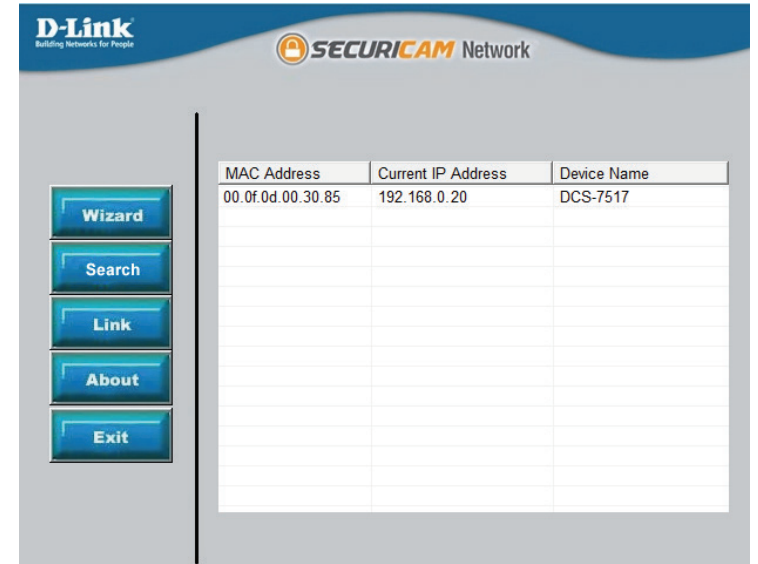 D-Link
Building Networks for People
SECURICAM Network
MAC Address Current IP Address Device Name
00.0f.0d.00.30.85 192.168.0.20 DCS-7517
Wizard
Search
Link
About
Exit